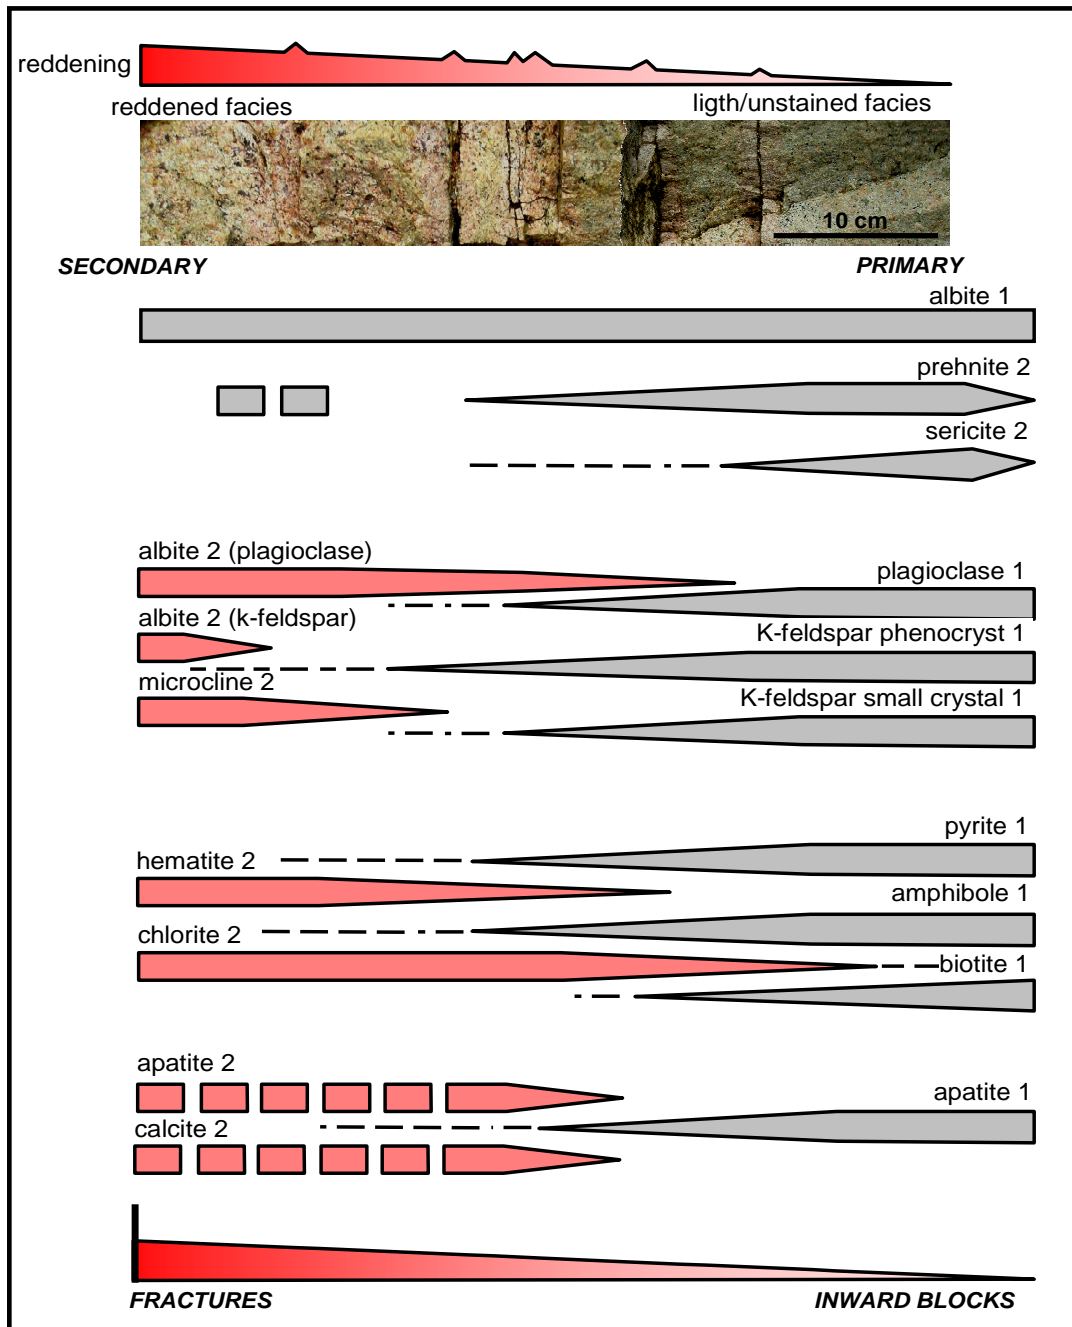 reddening
reddened facies
ligth/unstained facies
10 cm
SECONDARY
PRIMARY
albite 1
prehnite 2
sericite 2
albite 2 (plagioclase)
plagioclase 1
albite 2 (k-feldspar)
K-feldspar phenocryst 1
microcline 2
K-feldspar small crystal 1
pyrite 1
hematite 2
amphibole 1
chlorite 2
biotite 1
apatite 2
apatite 1
calcite 2
FRACTURES
INWARD BLOCKS